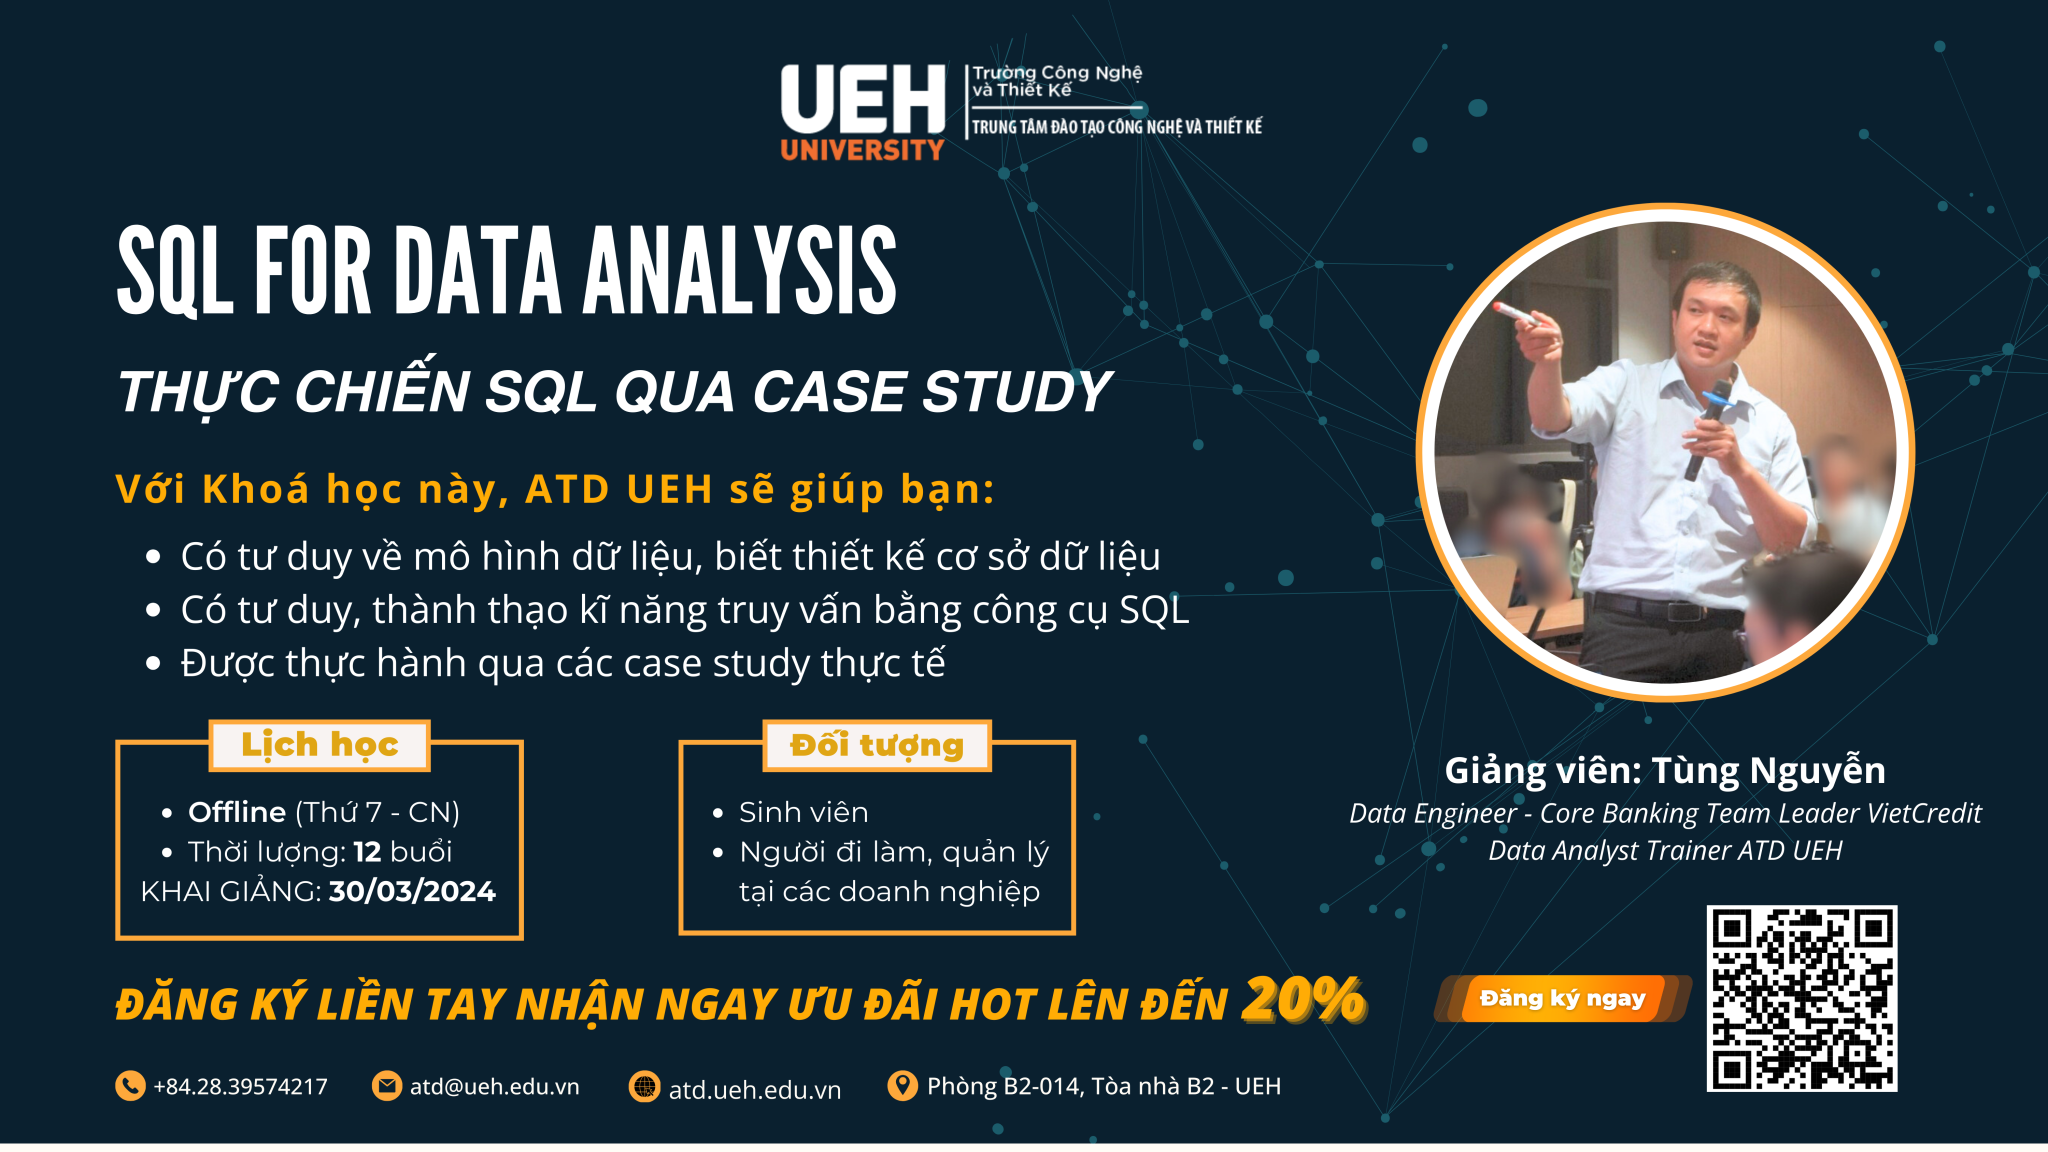 UEH
UNIVERSITY
Trường Công Nghệ
và Thiết Kế
TRUNG TÂM ĐÀO TẠO CÔNG NGHỆ VÀ THIẾT KẾ
SQL FOR DATA ANALYSIS
THỰC CHIẾN SQL QUA CASE STUDY
Với Khoá học này, ATD UEH sẽ giúp bạn:
• Có tư duy về mô hình dữ liệu, biết thiết kế cơ sở dữ liệu
• Có tư duy, thành thạo kĩ năng truy vấn bằng công cụ SQL
• Được thực hành qua các case study thực tế
Lịch học
• Offline (Thứ 7 - CN)
• Thời lượng: 12 buổi
KHAI GIẢNG: 30/03/2024
Đối tượng
• Sinh viên
• Người đi làm, quản lý
tại các doanh nghiệp
Giảng viên: Tùng Nguyễn
Data Engineer - Core Banking Team Leader VietCredit
Data Analyst Trainer ATD UEH
ĐĂNG KÝ LIỀN TAY NHẬN NGAY ƯU ĐÃI HOT LÊN ĐẾN 20%
Đăng ký ngay
+84.28.39574217
atd@ueh.edu.vn
atd.ueh.edu.vn
Phòng B2-014, Tòa nhà B2 - UEH